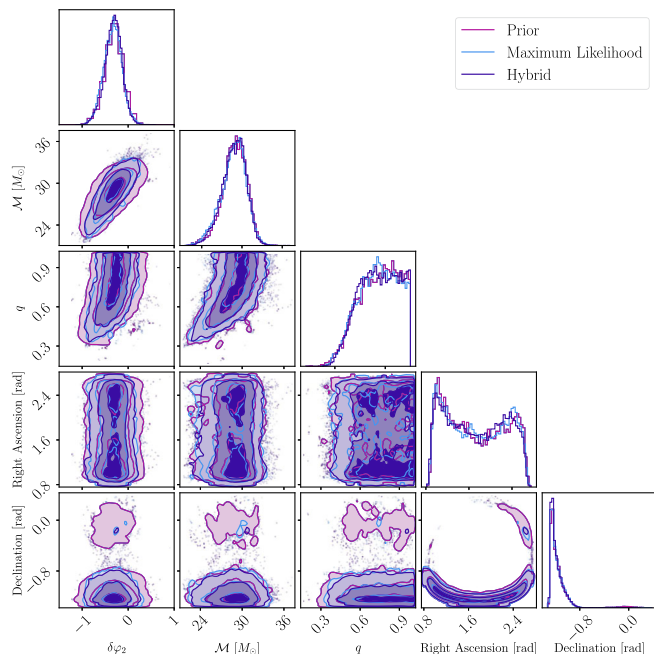 Prior
Maximum Likelihood
Hybrid
36
30
24
ℳ [M⊙]
0.9
0.6
0.3
q
2.4
1.6
0.8
Right Ascension [rad]
0.0
−0.8
Declination [rad]
−1 0 1
24 30 36
0.3 0.6 0.9
0.8 1.6 2.4
−0.8 0.0
δφ₂ ℳ [M⊙] q Right Ascension [rad] Declination [rad]